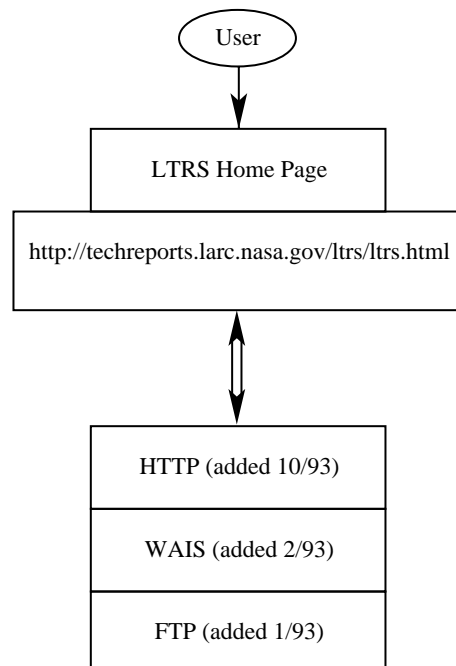 User
LTRS Home Page
http://techreports.larc.nasa.gov/ltrs/ltrs.html
HTTP (added 10/93)
WAIS (added 2/93)
FTP (added 1/93)